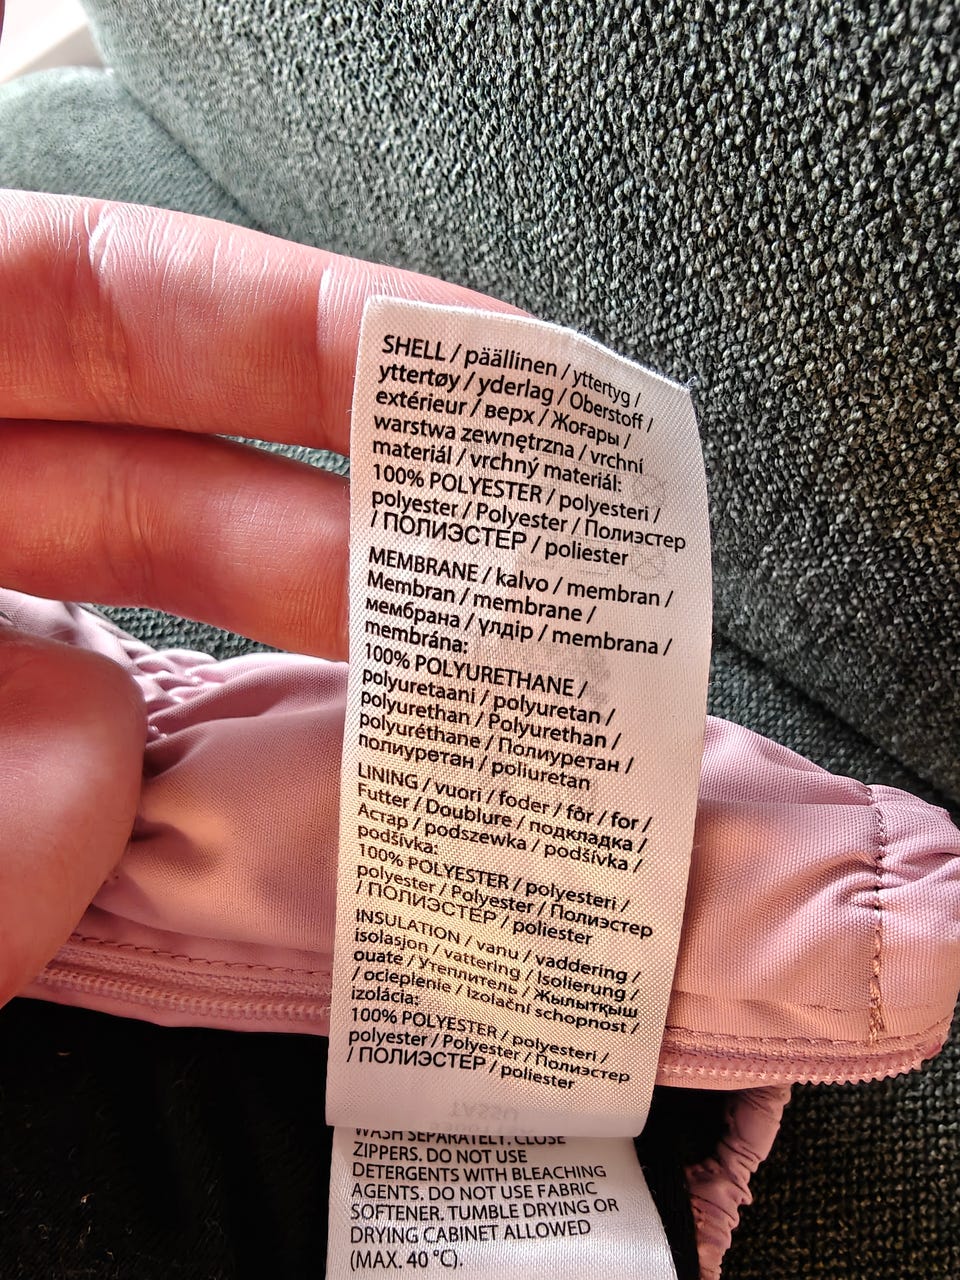 SHELL / päällinen / yttertyg /
yttertøy / yderlag / Oberstoff /
extérieur / верх / Жоғары /
warstwa zewnętrzna / vrchní
materiál / vrchný materiál:
100% POLYESTER / polyesteri /
polyester / Polyester / Полиэстер
/ ПОЛИЭСТЕР / poliester
MEMBRANE / kalvo / membran /
Membran / membrane /
мембрана / үлдір / membrana /
membrána:
100% POLYURETHANE /
polyuretaani / polyuretan /
polyurethan / Polyurethan /
polyuréthane / Полиуретан /
полиуретан / poliuretan
LINING / vuori / foder / fôr / for /
Futter / Doublure / подкладка /
Астар / podszewka / podšívka /
podšívka:
100% POLYESTER / polyesteri /
polyester / Polyester / Полиэстер
/ ПОЛИЭСТЕР / poliester
INSULATION / vanu / vaddering /
isolasjon / vattering / Isolierung /
ouate / Утеплитель / Жылытқыш
/ ocieplenie / Izolační schopnost /
izolácia:
100% POLYESTER / polyesteri /
polyester / Polyester / Полиэстер
/ ПОЛИЭСТЕР / poliester
WASH SEPARATELY. CLOSE
ZIPPERS. DO NOT USE
DETERGENTS WITH BLEACHING
AGENTS. DO NOT USE FABRIC
SOFTENER. TUMBLE DRYING OR
DRYING CABINET ALLOWED
(MAX. 40 °C).